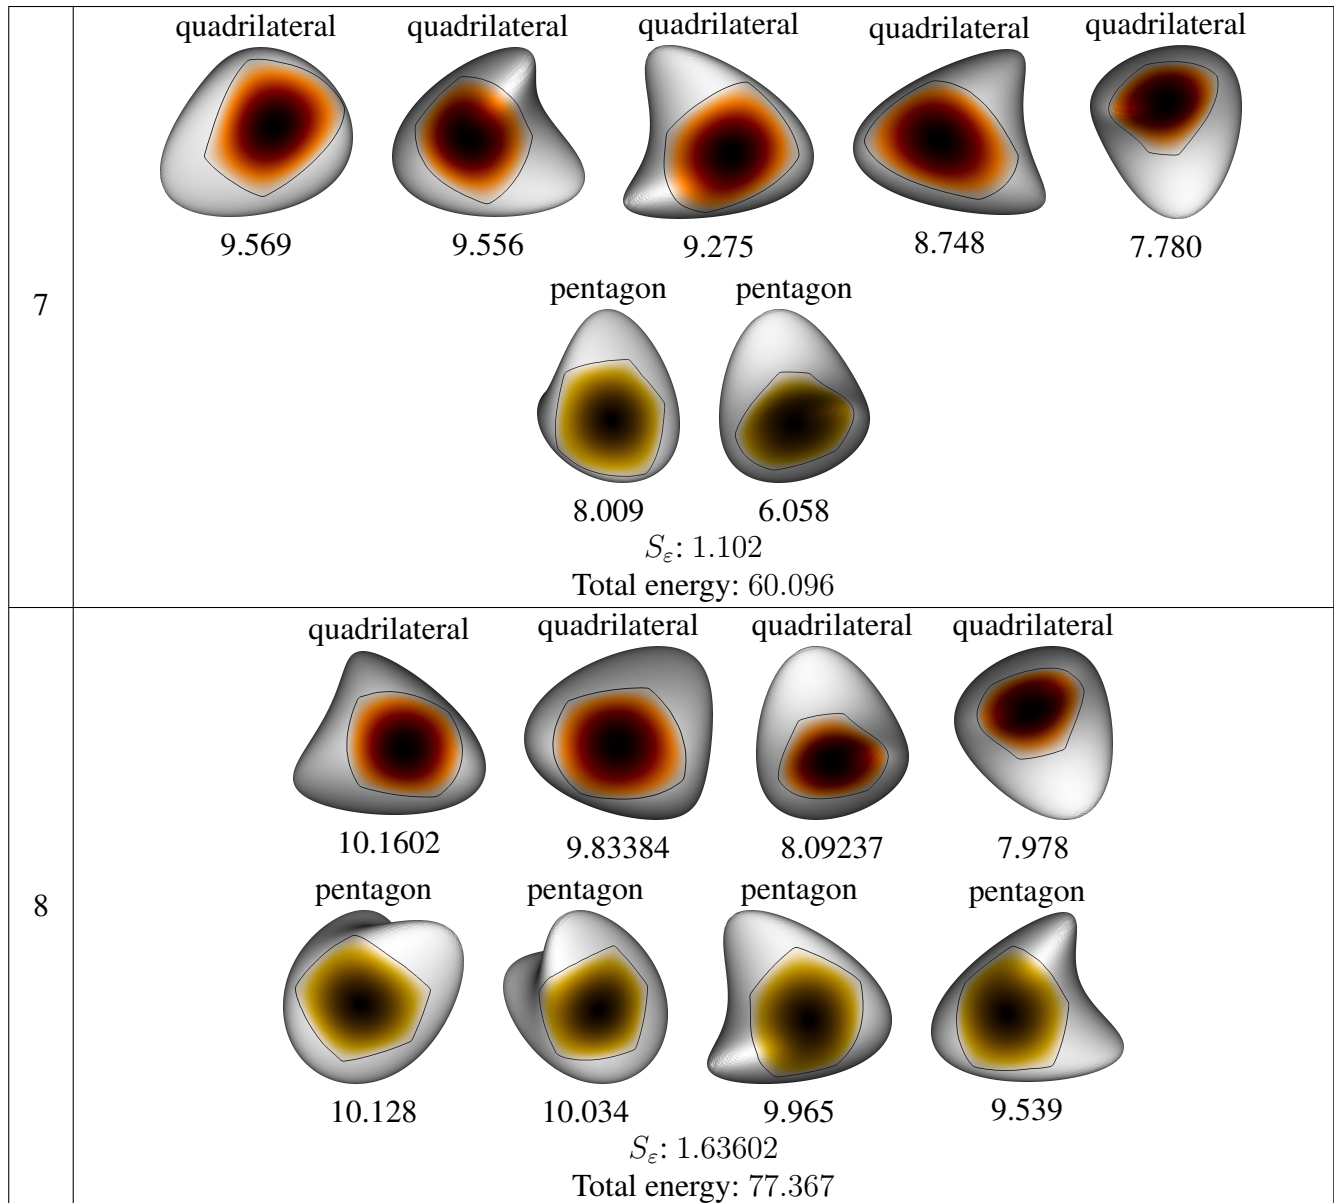 7
quadrilateral quadrilateral quadrilateral quadrilateral quadrilateral
9.569 9.556 9.275 8.748 7.780
pentagon pentagon
8.009 6.058
Sε: 1.102
Total energy: 60.096
8
quadrilateral quadrilateral quadrilateral quadrilateral
10.1602 9.83384 8.09237 7.978
pentagon pentagon pentagon pentagon
10.128 10.034 9.965 9.539
Sε: 1.63602
Total energy: 77.367